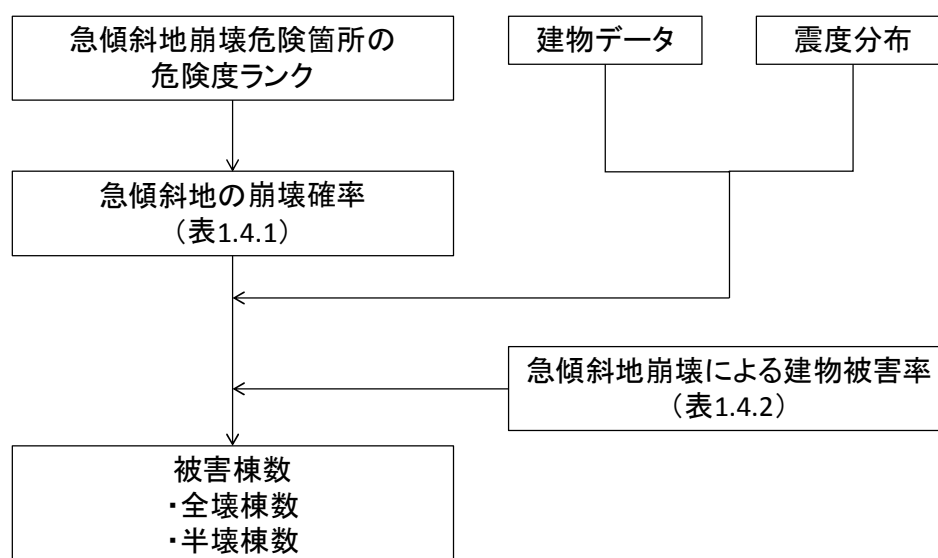 急傾斜地崩壊危険箇所の
危険度ランク
建物データ
震度分布
急傾斜地の崩壊確率
(表1.4.1)
急傾斜地崩壊による建物被害率
(表1.4.2)
被害棟数
・全壊棟数
・半壊棟数